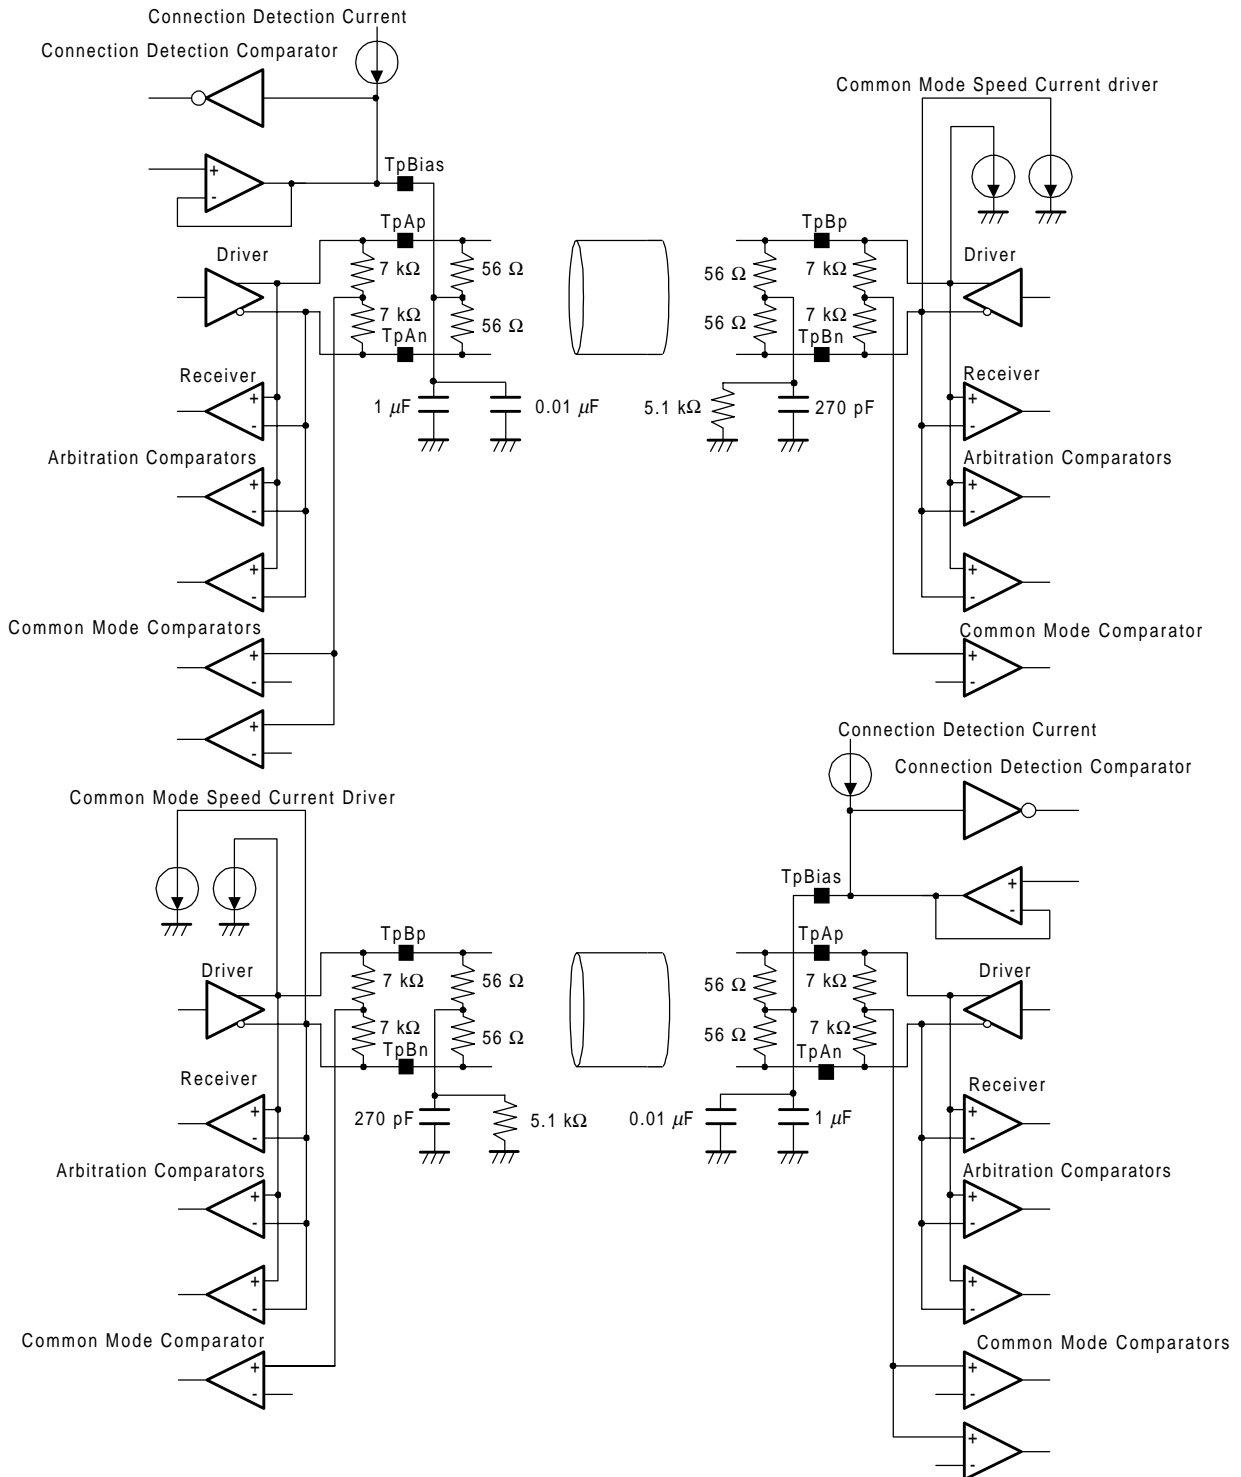 Connection Detection Current
Connection Detection Comparator
Common Mode Speed Current driver
+
-
TpBias
TpAp
TpBp
Driver
7 kΩ
56 Ω
56 Ω
7 kΩ
Driver
7 kΩ
56 Ω
56 Ω
7 kΩ
TpAn
TpBn
Receiver
+
-
1 µF
0.01 µF
5.1 kΩ
270 pF
Receiver
+
-
Arbitration Comparators
+
-
Arbitration Comparators
+
-
+
-
+
-
Common Mode Comparators
+
-
Common Mode Comparator
+
-
+
-
Connection Detection Current
Connection Detection Comparator
Common Mode Speed Current Driver
TpBias
+
-
TpBp
TpAp
Driver
7 kΩ
56 Ω
56 Ω
7 kΩ
Driver
7 kΩ
56 Ω
56 Ω
7 kΩ
TpBn
TpAn
Receiver
+
-
270 pF
5.1 kΩ
0.01 µF
1 µF
Receiver
+
-
Arbitration Comparators
+
-
Arbitration Comparators
+
-
+
-
+
-
Common Mode Comparator
+
-
Common Mode Comparators
+
-
+
-